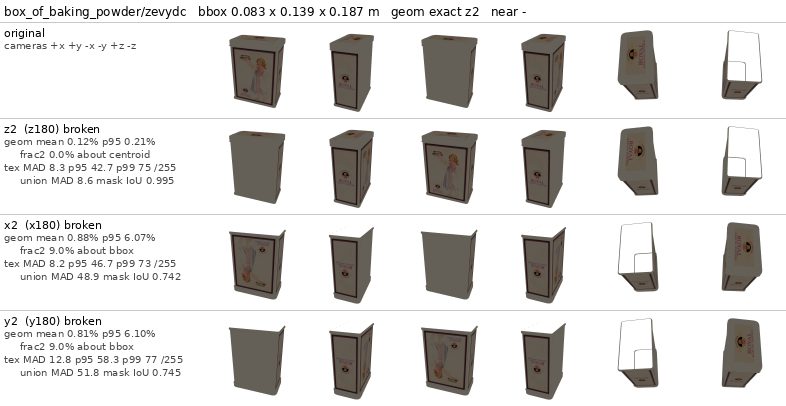 box_of_baking_powder/zevydc   bbox 0.083 x 0.139 x 0.187 m   geom exact z2   near -
original
cameras +x +y -x -y +z -z
z2  (z180) broken
geom mean 0.12% p95 0.21%
frac2 0.0% about centroid
tex MAD 8.3 p95 42.7 p99 75 /255
union MAD 8.6 mask IoU 0.995
x2  (x180) broken
geom mean 0.88% p95 6.07%
frac2 9.0% about bbox
tex MAD 8.2 p95 46.7 p99 73 /255
union MAD 48.9 mask IoU 0.742
y2  (y180) broken
geom mean 0.81% p95 6.10%
frac2 9.0% about bbox
tex MAD 12.8 p95 58.3 p99 77 /255
union MAD 51.8 mask IoU 0.745